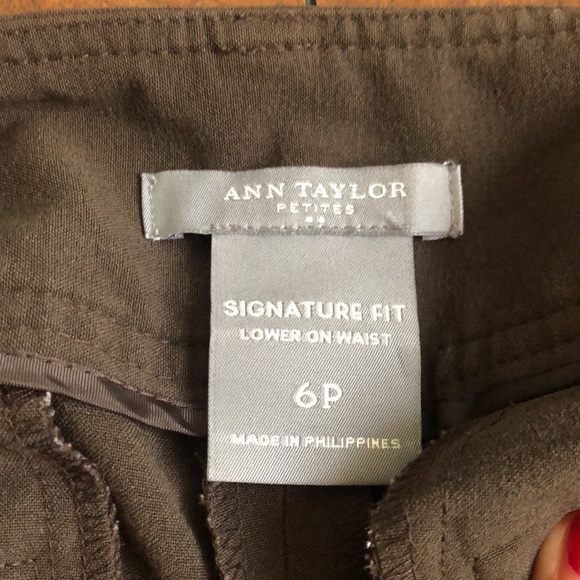 ANN TAYLOR
PETITES
SIGNATURE FIT
LOWER ON WAIST
6P
MADE IN PHILIPPINES